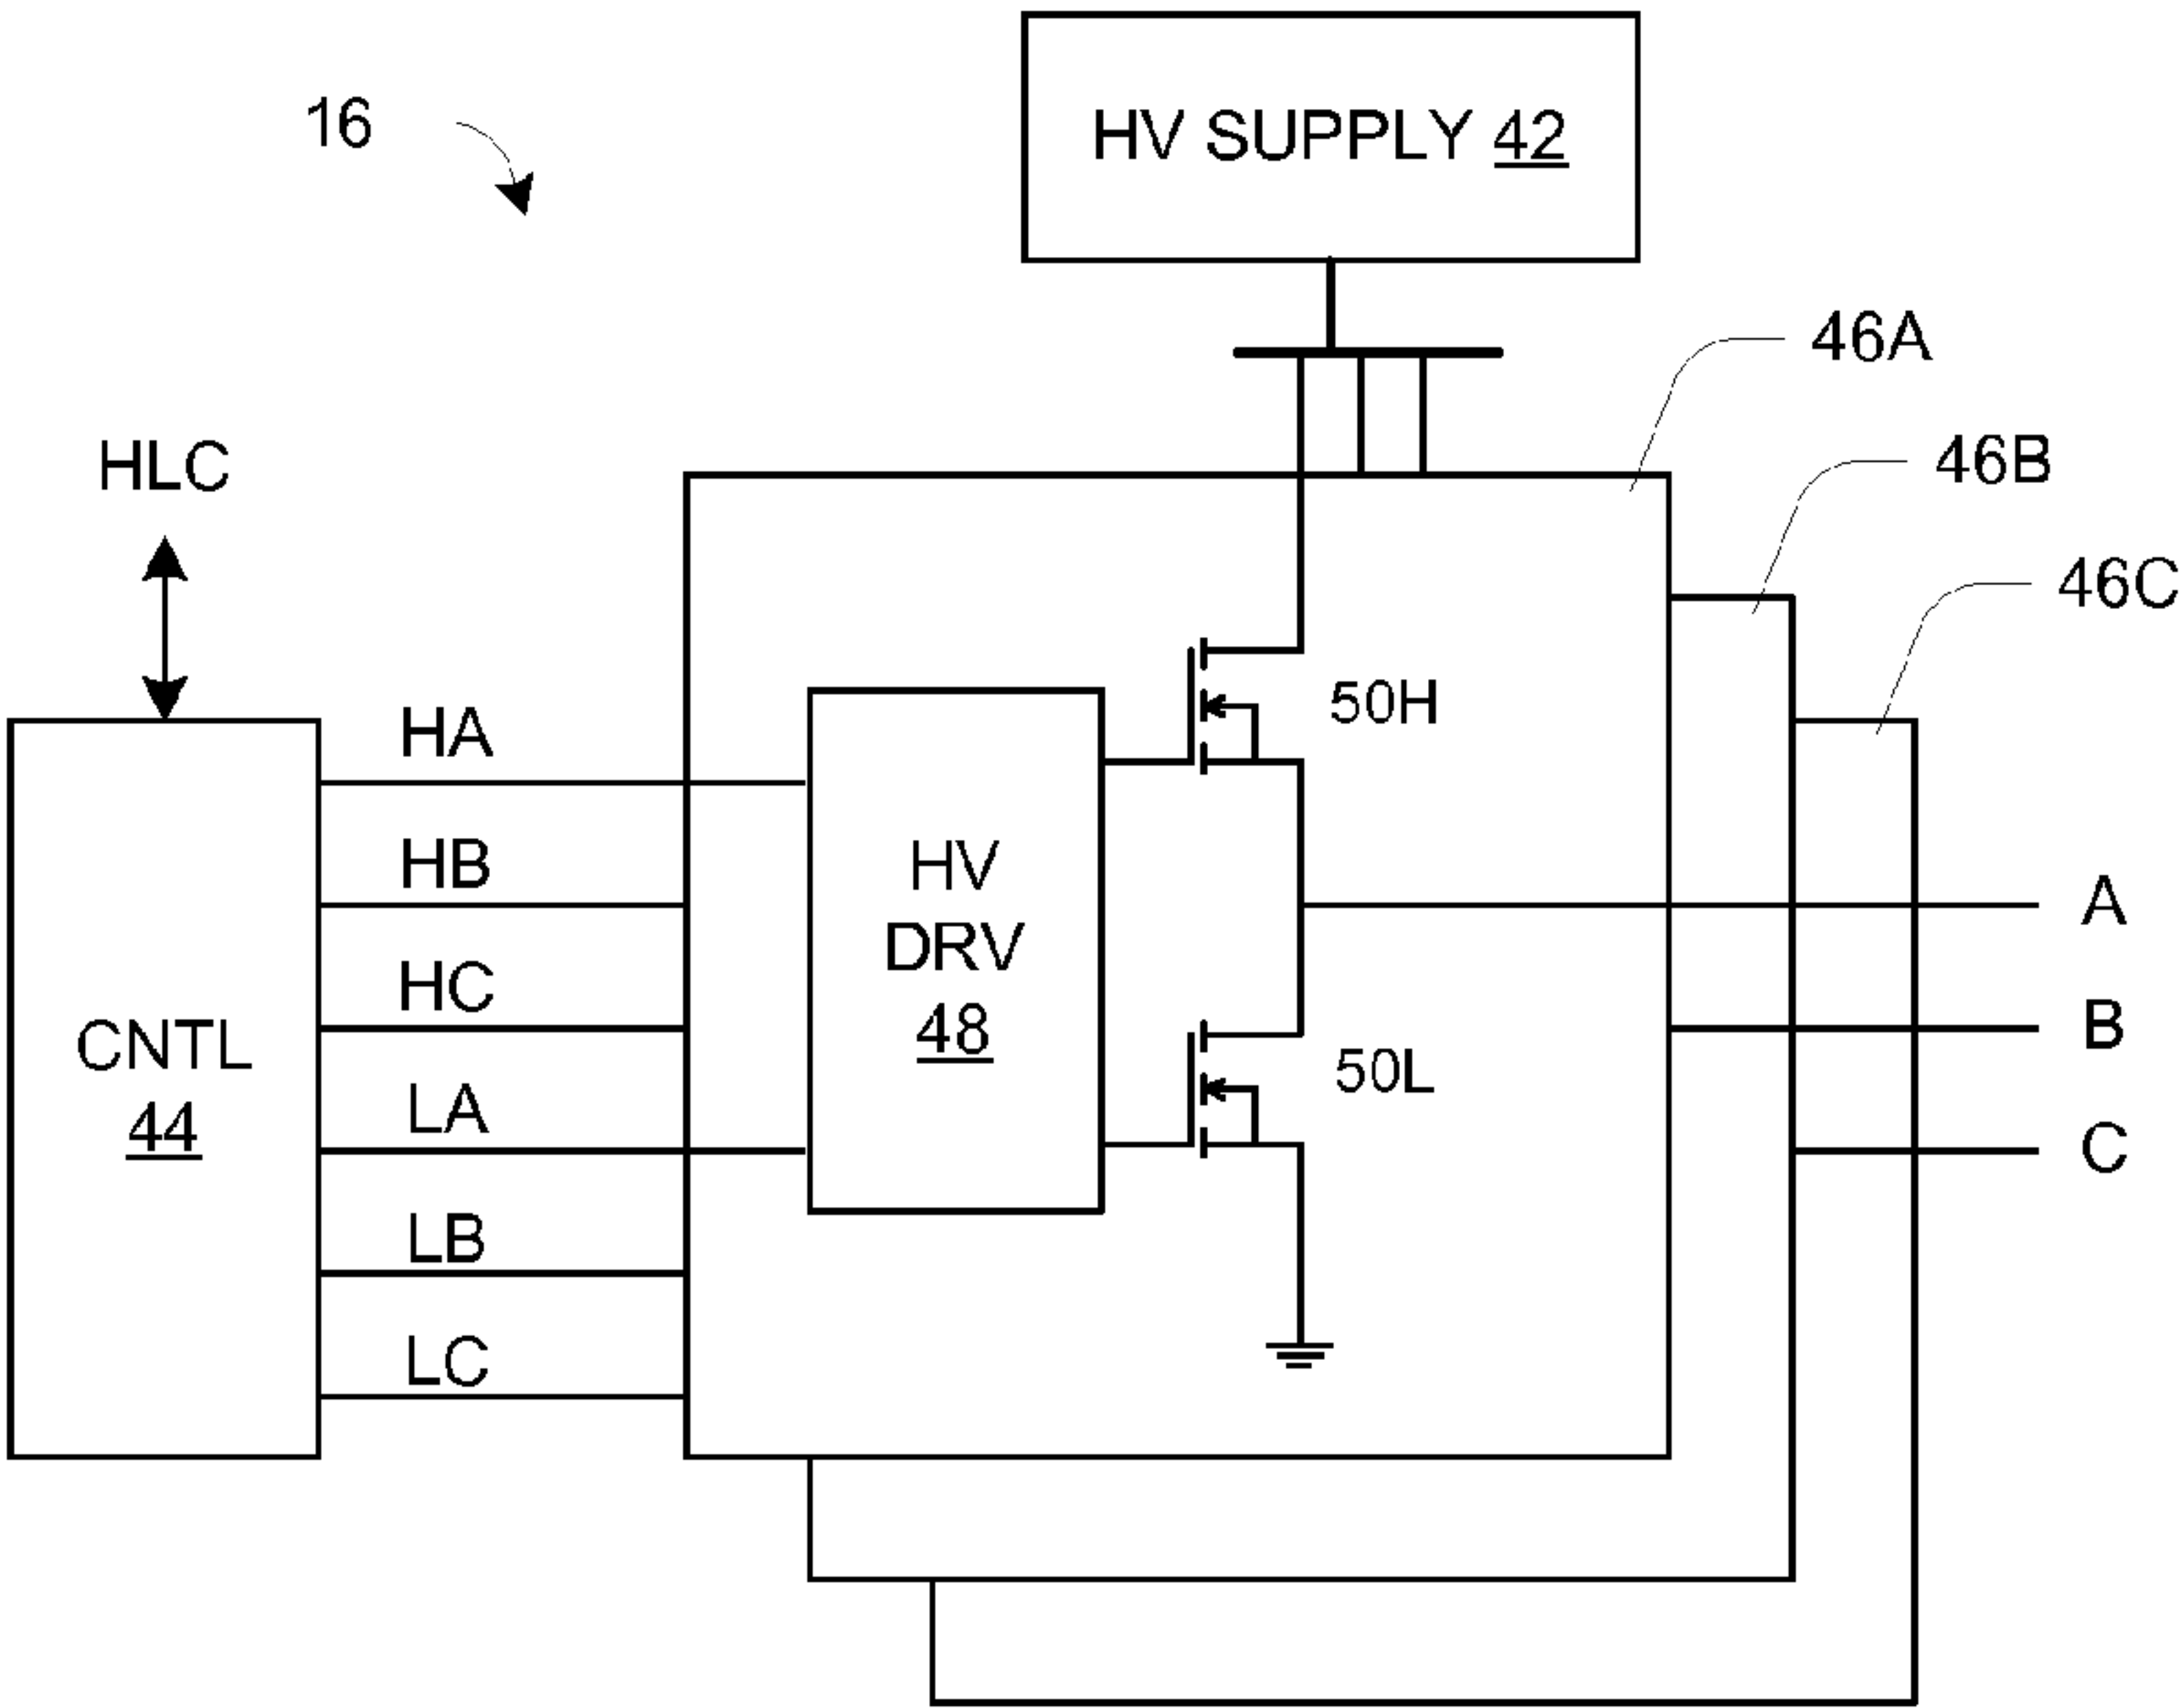 HV SUPPLY 42
16
46A
46B
46C
HLC
HA
HB
HC
LA
LB
LC
CNTL
44
HV
DRV
48
50H
50L
A
B
C